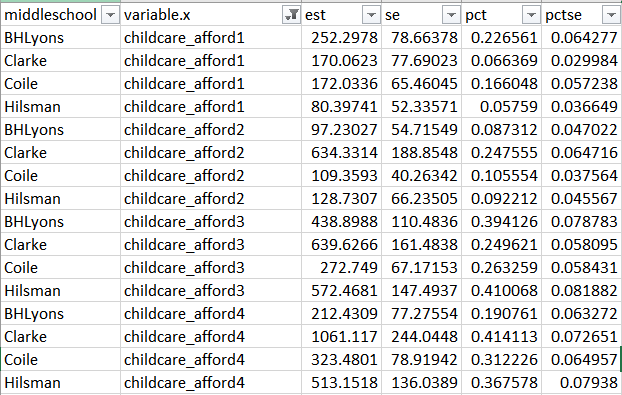 middleschool variable.x est se pct pctse
BHLyons childcare_afford1 252.2978 78.66378 0.226561 0.064277
Clarke childcare_afford1 170.0623 77.69023 0.066369 0.029984
Coile childcare_afford1 172.0336 65.46045 0.166048 0.057238
Hilsman childcare_afford1 80.39741 52.33571 0.05759 0.036649
BHLyons childcare_afford2 97.23027 54.71549 0.087312 0.047022
Clarke childcare_afford2 634.3314 188.8548 0.247555 0.064716
Coile childcare_afford2 109.3593 40.26342 0.105554 0.037564
Hilsman childcare_afford2 128.7307 66.23505 0.092212 0.045567
BHLyons childcare_afford3 438.8988 110.4836 0.394126 0.078783
Clarke childcare_afford3 639.6266 161.4838 0.249621 0.058095
Coile childcare_afford3 272.749 67.17153 0.263259 0.058431
Hilsman childcare_afford3 572.4681 147.4937 0.410068 0.081882
BHLyons childcare_afford4 212.4309 77.27554 0.190761 0.063272
Clarke childcare_afford4 1061.117 244.0448 0.414113 0.072651
Coile childcare_afford4 323.4801 78.91942 0.312226 0.064957
Hilsman childcare_afford4 513.1518 136.0389 0.367578 0.07938